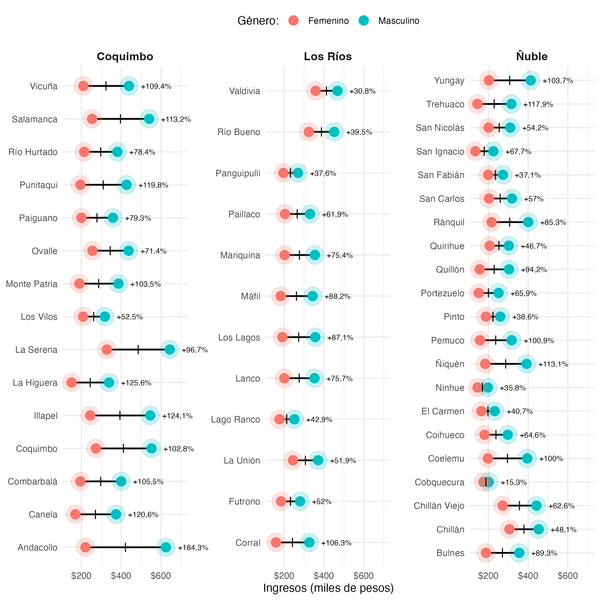 Género: Femenino Masculino
Coquimbo
Vicuña +109,4%
Salamanca +113,2%
Río Hurtado +78,4%
Punitaqui +119,8%
Paiguano +79,3%
Ovalle +71,4%
Monte Patria +103,5%
Los Vilos +52,5%
La Serena +96,7%
La Higuera +125,6%
Illapel +124,1%
Coquimbo +102,8%
Combarbalá +105,5%
Canela +120,6%
Andacollo +184,3%
$200 $400 $600
Los Ríos
Valdivia +30,8%
Río Bueno +39,5%
Panguipulli +37,6%
Paillaco +61,9%
Mariquina +75,4%
Máfil +88,2%
Los Lagos +87,1%
Lanco +75,7%
Lago Ranco +42,9%
La Unión +51,9%
Futrono +52%
Corral +106,3%
$200 $400 $600
Ñuble
Yungay +103,7%
Trehuaco +117,9%
San Nicolás +54,2%
San Ignacio +67,7%
San Fabián +37,1%
San Carlos +57%
Ránquil +85,3%
Quirihue +46,7%
Quillón +94,2%
Portezuelo +65,9%
Pinto +38,6%
Pemuco +100,9%
Ñiquén +113,1%
Ninhue +35,8%
El Carmen +40,7%
Coihueco +64,6%
Coelemu +100%
Cobquecura +15,3%
Chillán Viejo +62,6%
Chillán +48,1%
Bulnes +89,3%
$200 $400 $600
Ingresos (miles de pesos)